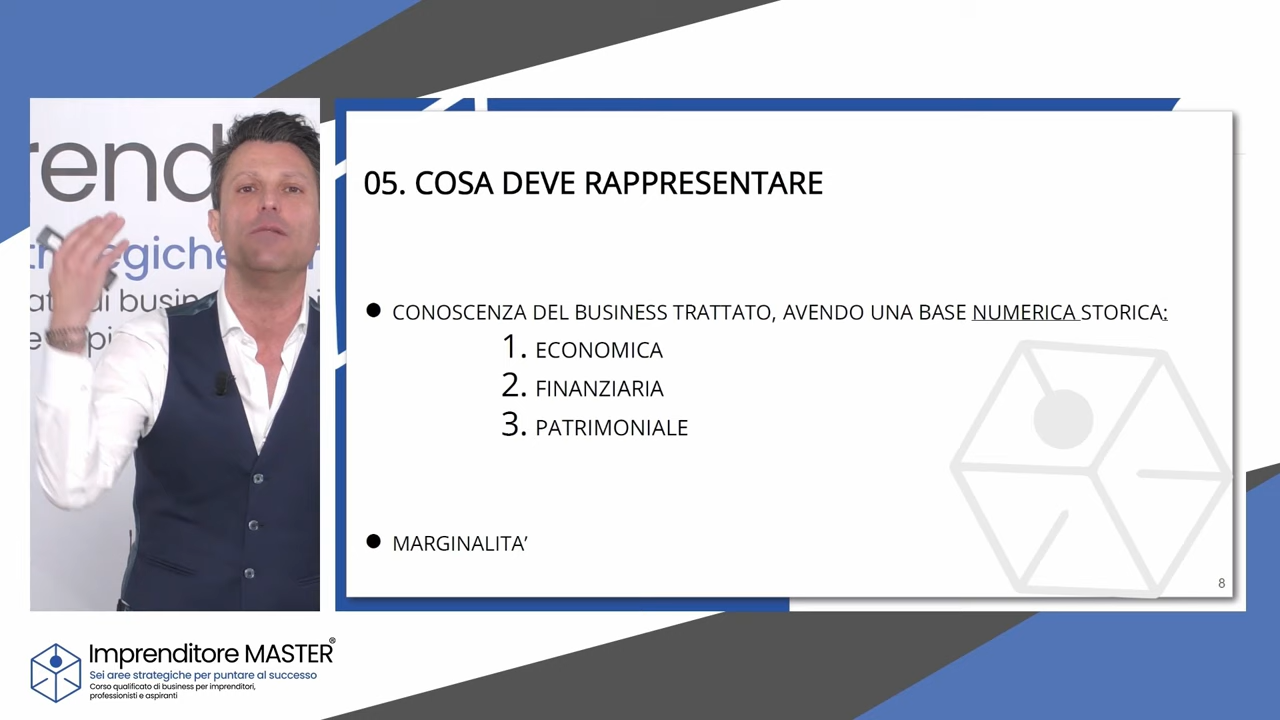 05. COSA DEVE RAPPRESENTARE
● CONOSCENZA DEL BUSINESS TRATTATO, AVENDO UNA BASE NUMERICA STORICA:
1. ECONOMICA
2. FINANZIARIA
3. PATRIMONIALE
● MARGINALITA’
8
Imprenditore MASTER®
Sei aree strategiche per puntare al successo
Corso qualificato di business per imprenditori,
professionisti e aspiranti